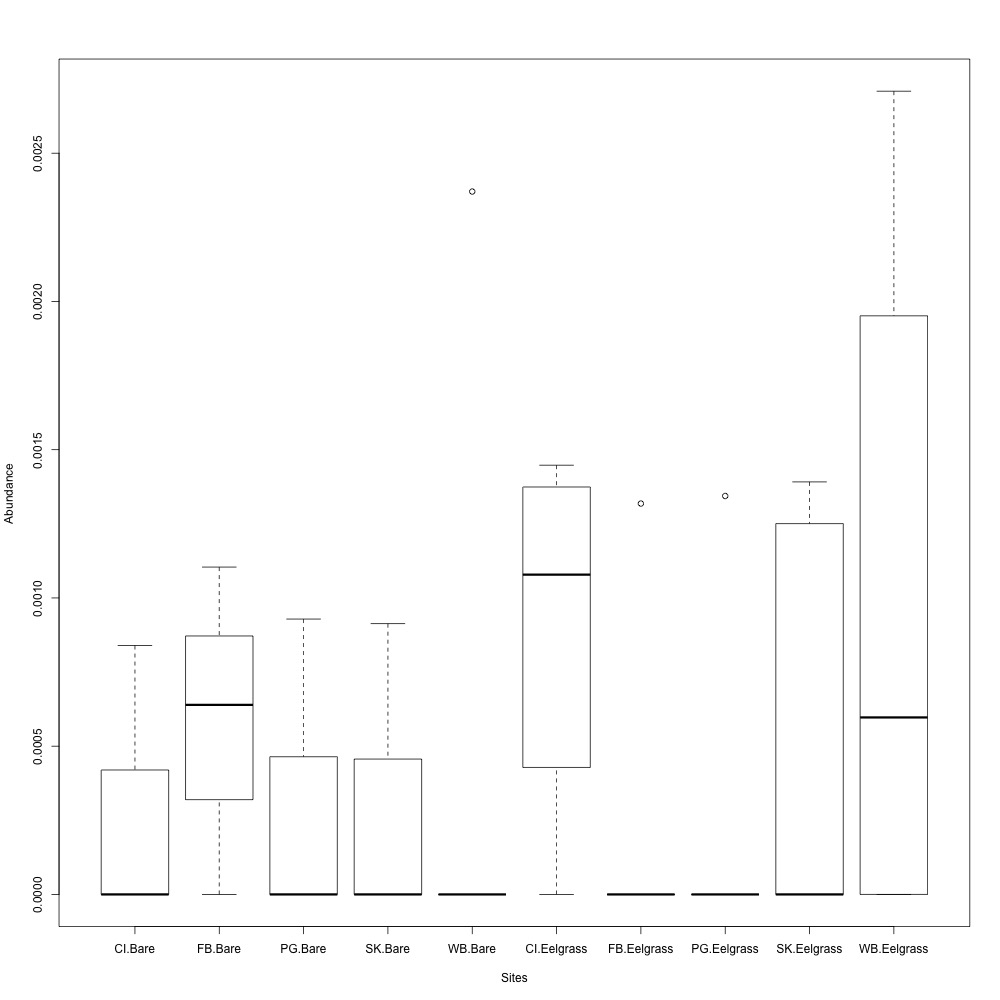 Abundance
0.0025
0.0020
0.0015
0.0010
0.0005
0.0000
CI.Bare FB.Bare PG.Bare SK.Bare WB.Bare CI.Eelgrass FB.Eelgrass PG.Eelgrass SK.Eelgrass WB.Eelgrass
Sites